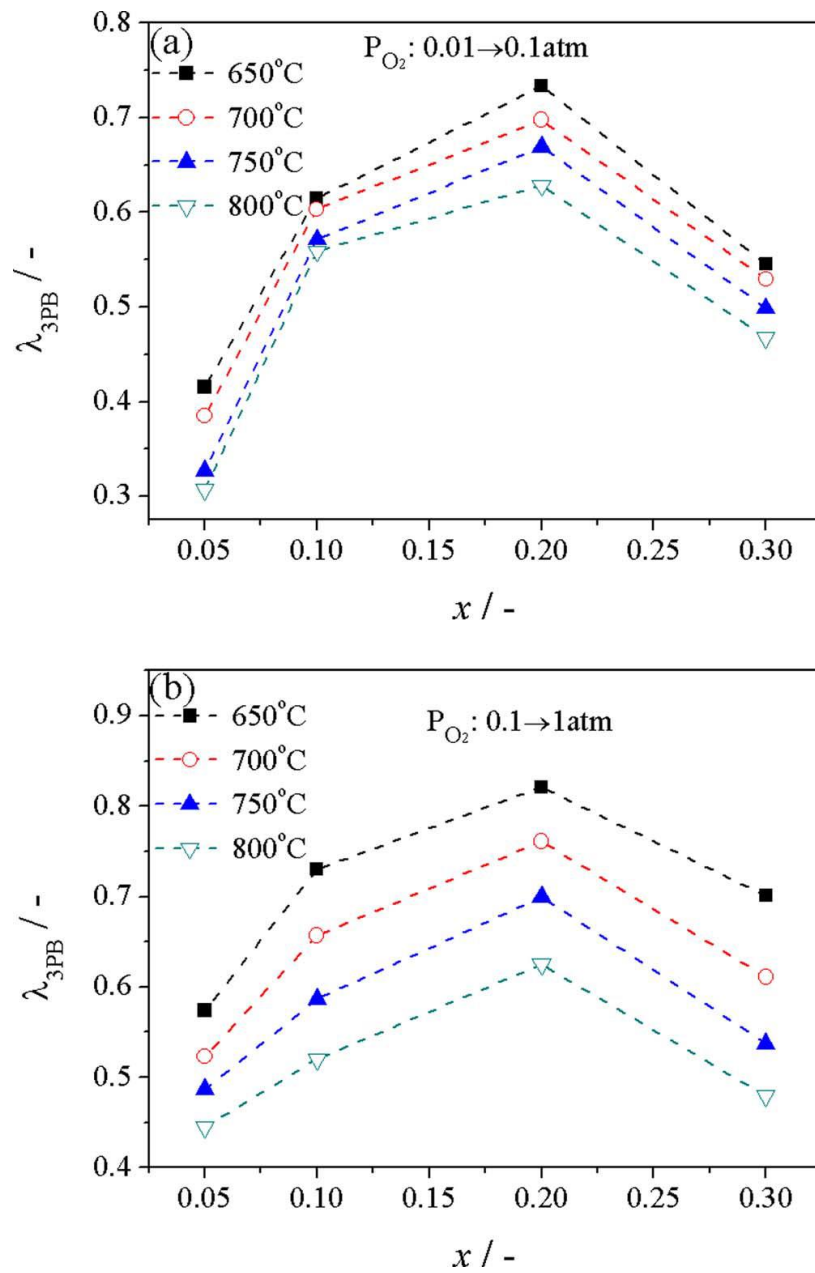 (a)
P_O₂: 0.01→0.1atm
650°C
700°C
750°C
800°C
0.8
0.7
0.6
0.5
0.4
0.3
λ_3PB / -
0.05 0.10 0.15 0.20 0.25 0.30
x / -
(b)
P_O₂: 0.1→1atm
650°C
700°C
750°C
800°C
0.9
0.8
0.7
0.6
0.5
0.4
λ_3PB / -
0.05 0.10 0.15 0.20 0.25 0.30
x / -